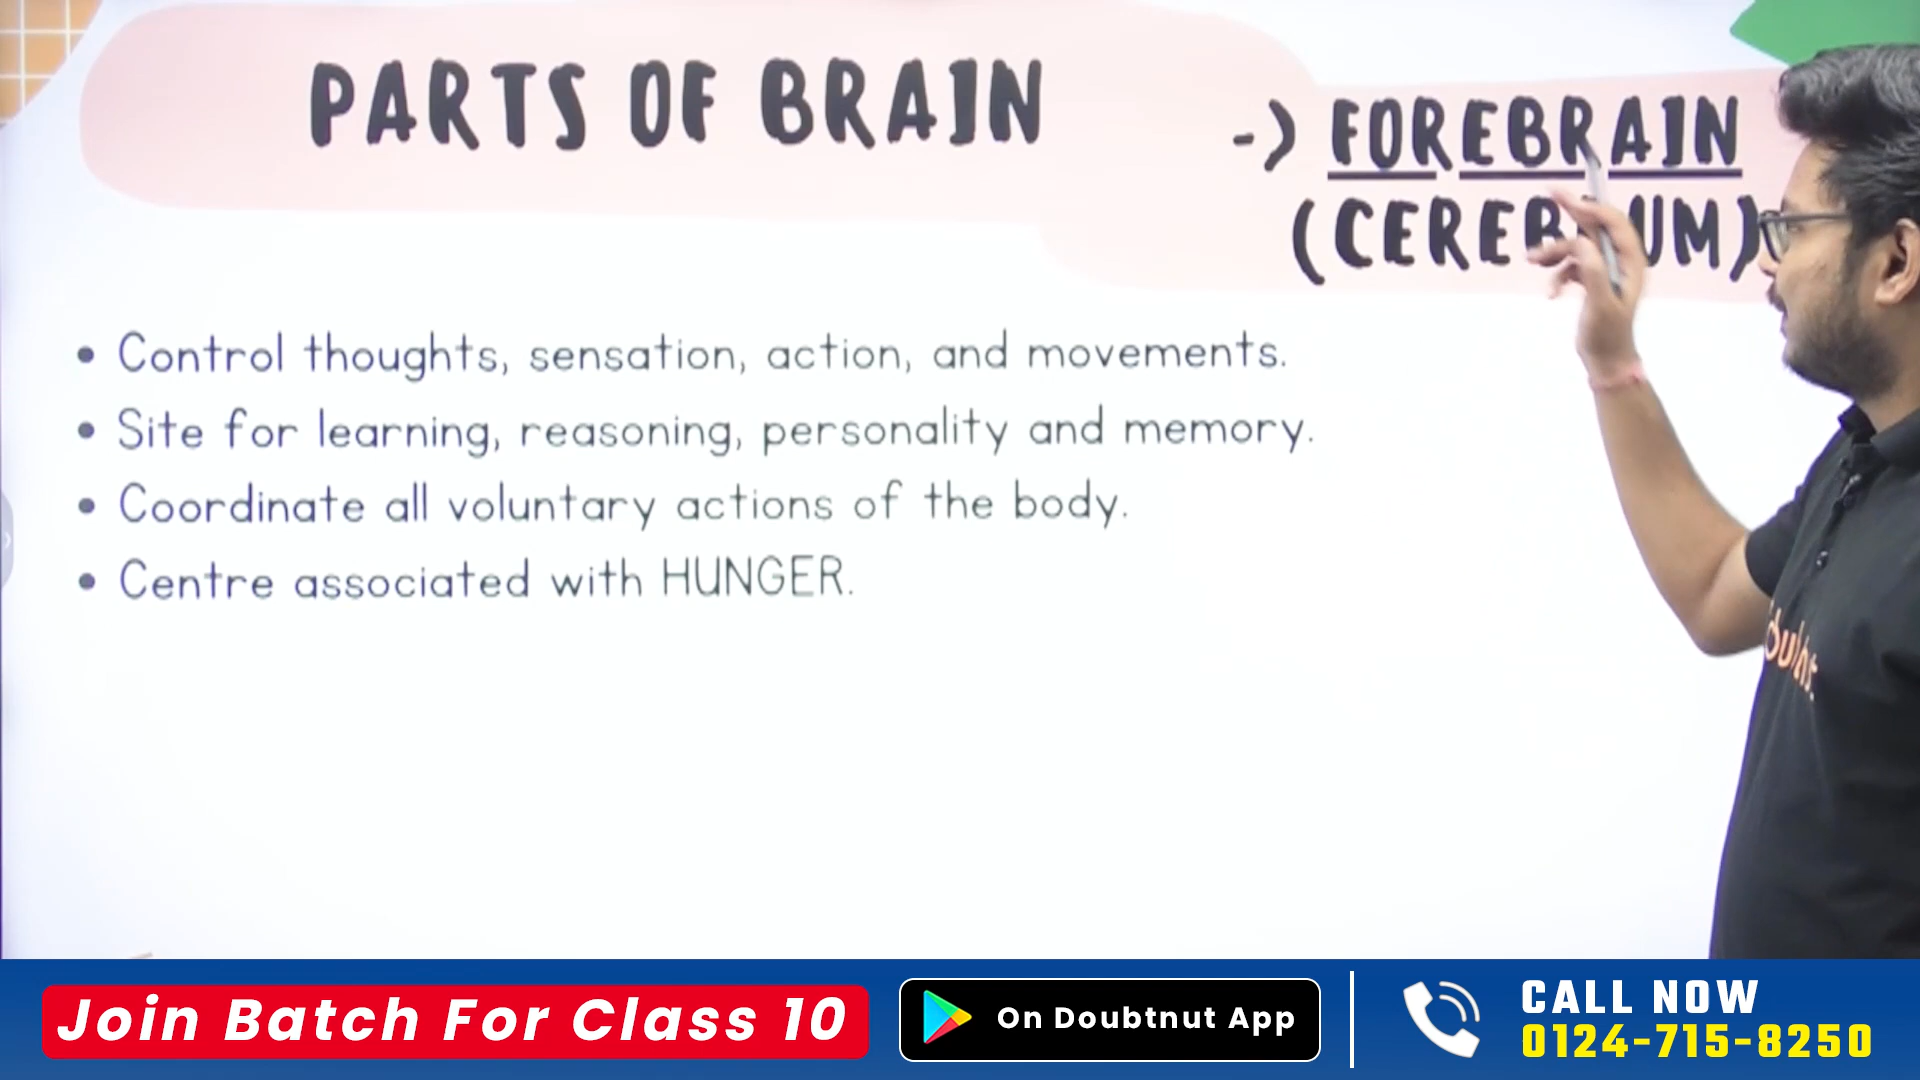 PARTS OF BRAIN
-> FOREBRAIN
• Control thoughts, sensation, action, and movements.
• Site for learning, reasoning, personality and memory.
• Coordinate all voluntary actions of the body.
• Centre associated with HUNGER.
Join Batch For Class 10
On Doubtnut App
CALL NOW
0124-715-8250